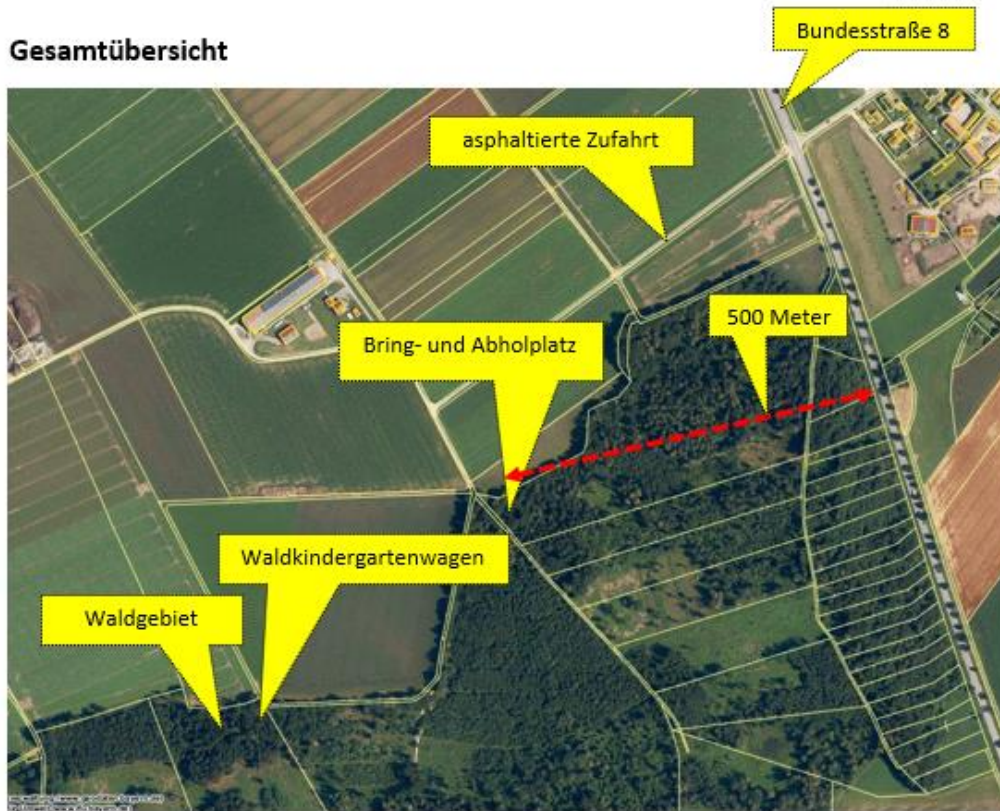 Bundesstraße 8
Gesamtübersicht
asphaltierte Zufahrt
500 Meter
Bring- und Abholplatz
Waldkindergartenwagen
Waldgebiet